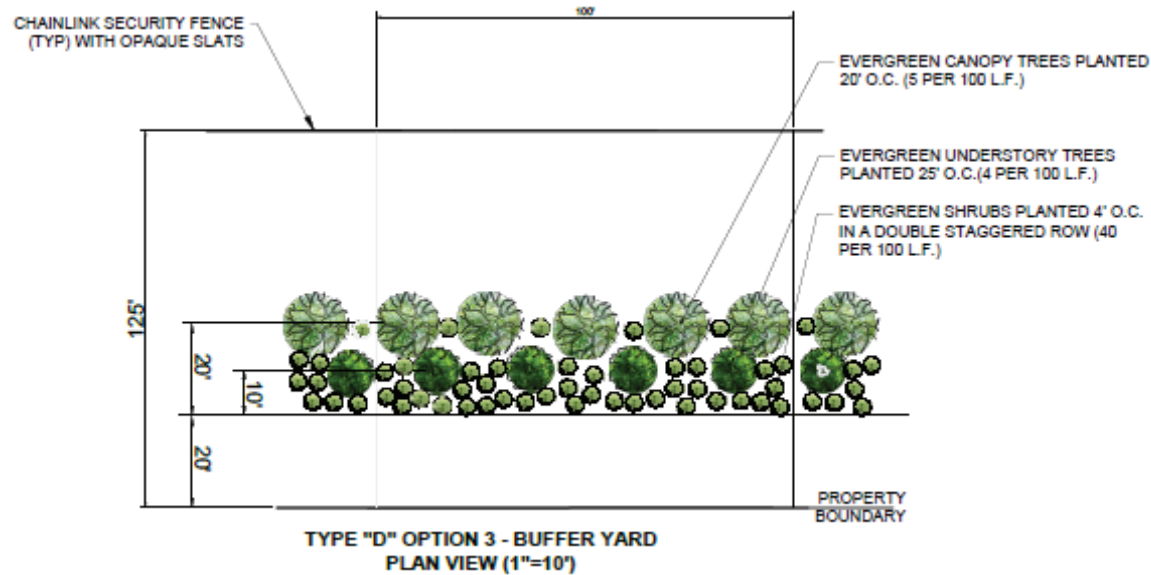 100'
CHAINLINK SECURITY FENCE
(TYP) WITH OPAQUE SLATS
EVERGREEN CANOPY TREES PLANTED
20' O.C. (5 PER 100 L.F.)
EVERGREEN UNDERSTORY TREES
PLANTED 25' O.C.(4 PER 100 L.F.)
EVERGREEN SHRUBS PLANTED 4' O.C.
IN A DOUBLE STAGGERED ROW (40
PER 100 L.F.)
125'
20'
10'
20'
PROPERTY
BOUNDARY
TYPE "D" OPTION 3 - BUFFER YARD
PLAN VIEW (1"=10')